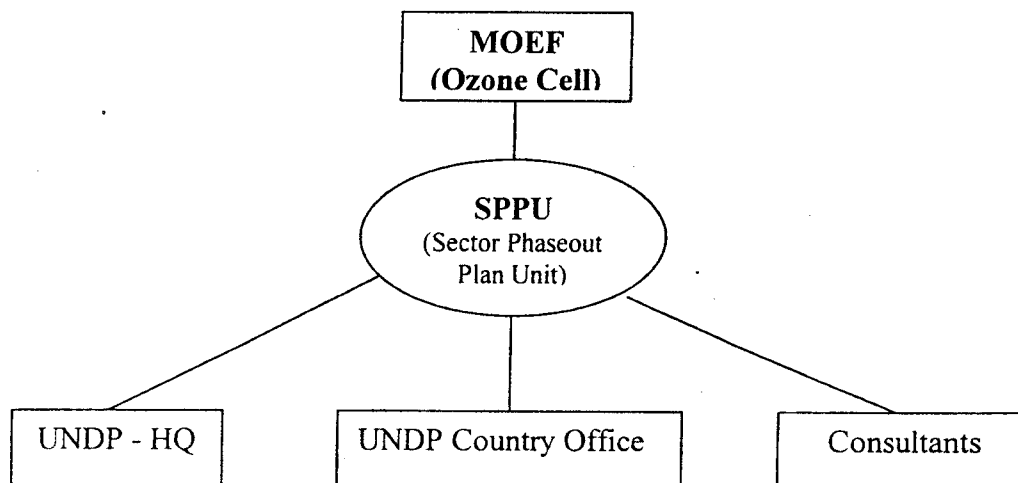 MOEF
(Ozone Cell)
SPPU
(Sector Phaseout
Plan Unit)
UNDP - HQ
UNDP Country Office
Consultants